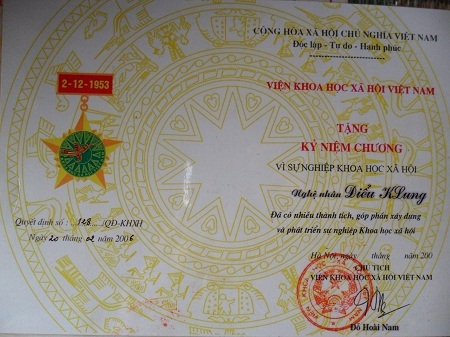 CỘNG HÒA XÃ HỘI CHỦ NGHĨA VIỆT NAM
Độc lập - Tự do - Hạnh phúc
2-12-1953
VIỆN KHOA HỌC XÃ HỘI VIỆT NAM
TẶNG
KỶ NIỆM CHƯƠNG
VÌ SỰ NGHIỆP KHOA HỌC XÃ HỘI
Nghệ nhân Điểu KLung
Đã có nhiều thành tích, góp phần xây dựng
và phát triển sự nghiệp Khoa học xã hội
Quyết định số : 128 /QĐ-KHXH
Ngày 20 tháng 02 năm 2006
Hà Nội, ngày tháng năm 200
CHỦ TỊCH
VIỆN KHOA HỌC XÃ HỘI VIỆT NAM
Đỗ Hoài Nam